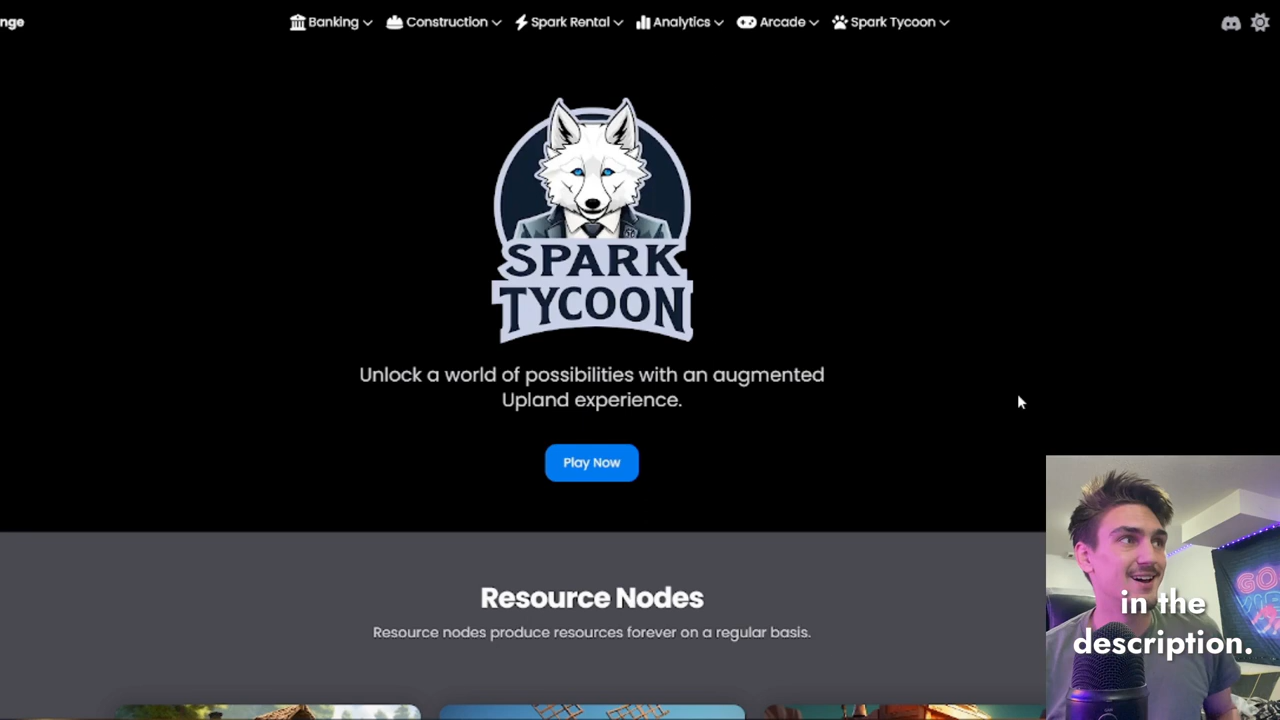 nge
Banking
Construction
Spark Rental
Analytics
Arcade
Spark Tycoon
SPARK
TYCOON
Unlock a world of possibilities with an augmented
Upland experience.
Play Now
Resource Nodes
Resource nodes produce resources forever on a regular basis.
in the
description.